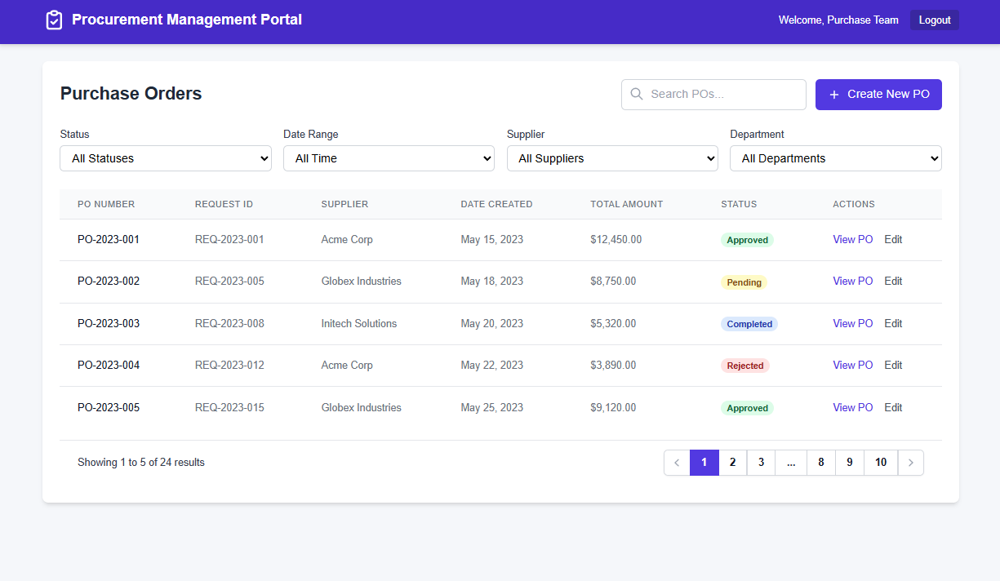 Procurement Management Portal
Welcome, Purchase Team
Logout
Purchase Orders
Search POs...
+ Create New PO
Status Date Range Supplier Department
All Statuses All Time All Suppliers All Departments
PO NUMBER REQUEST ID SUPPLIER DATE CREATED TOTAL AMOUNT STATUS ACTIONS
PO-2023-001 REQ-2023-001 Acme Corp May 15, 2023 $12,450.00 Approved View PO Edit
PO-2023-002 REQ-2023-005 Globex Industries May 18, 2023 $8,750.00 Pending View PO Edit
PO-2023-003 REQ-2023-008 Initech Solutions May 20, 2023 $5,320.00 Completed View PO Edit
PO-2023-004 REQ-2023-012 Acme Corp May 22, 2023 $3,890.00 Rejected View PO Edit
PO-2023-005 REQ-2023-015 Globex Industries May 25, 2023 $9,120.00 Approved View PO Edit
Showing 1 to 5 of 24 results
1 2 3 ... 8 9 10